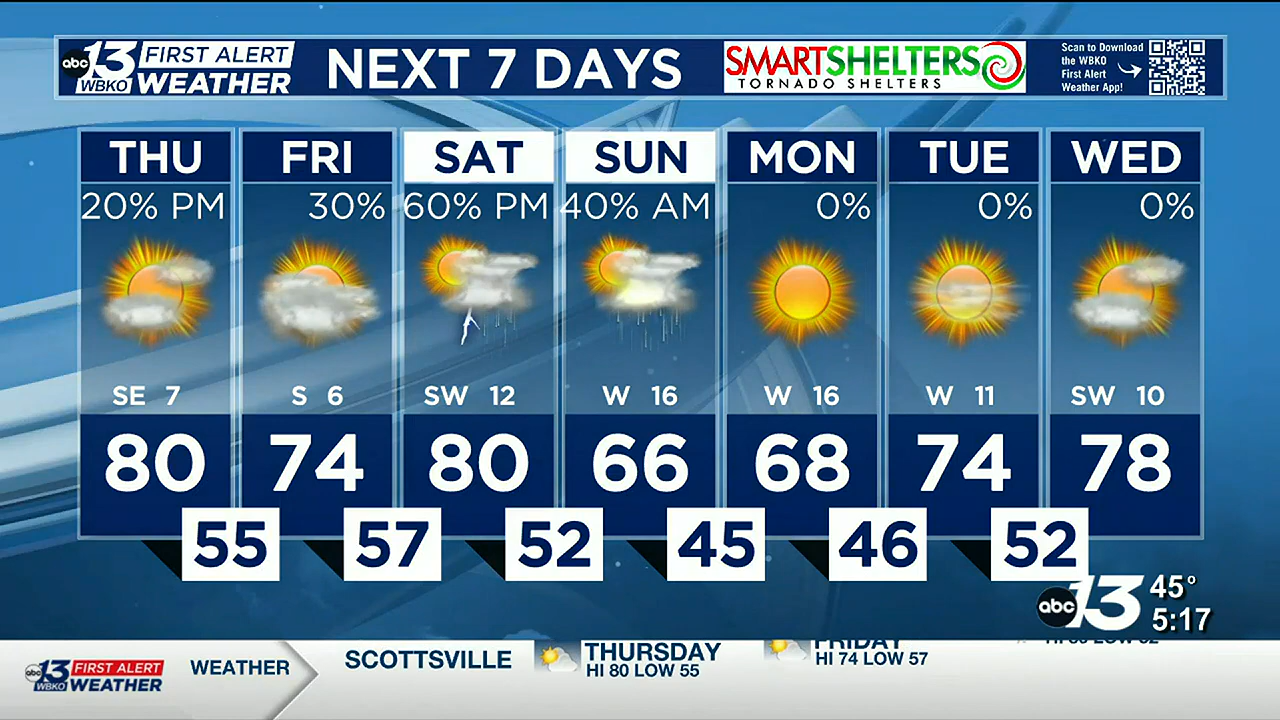 abc 13 WBKO FIRST ALERT WEATHER
NEXT 7 DAYS
SMARTSHELTERS
TORNADO SHELTERS
Scan to Download
the WBKO
First Alert
Weather App!
THU FRI SAT SUN MON TUE WED
20% PM 30% 60% PM 40% AM 0% 0% 0%
SE 7 S 6 SW 12 W 16 W 16 W 11 SW 10
80 74 80 66 68 74 78
55 57 52 45 46 52
abc 13 45°
5:17
abc 13 WBKO FIRST ALERT WEATHER
WEATHER
SCOTTSVILLE
THURSDAY
HI 80 LOW 55
FRIDAY
HI 74 LOW 57